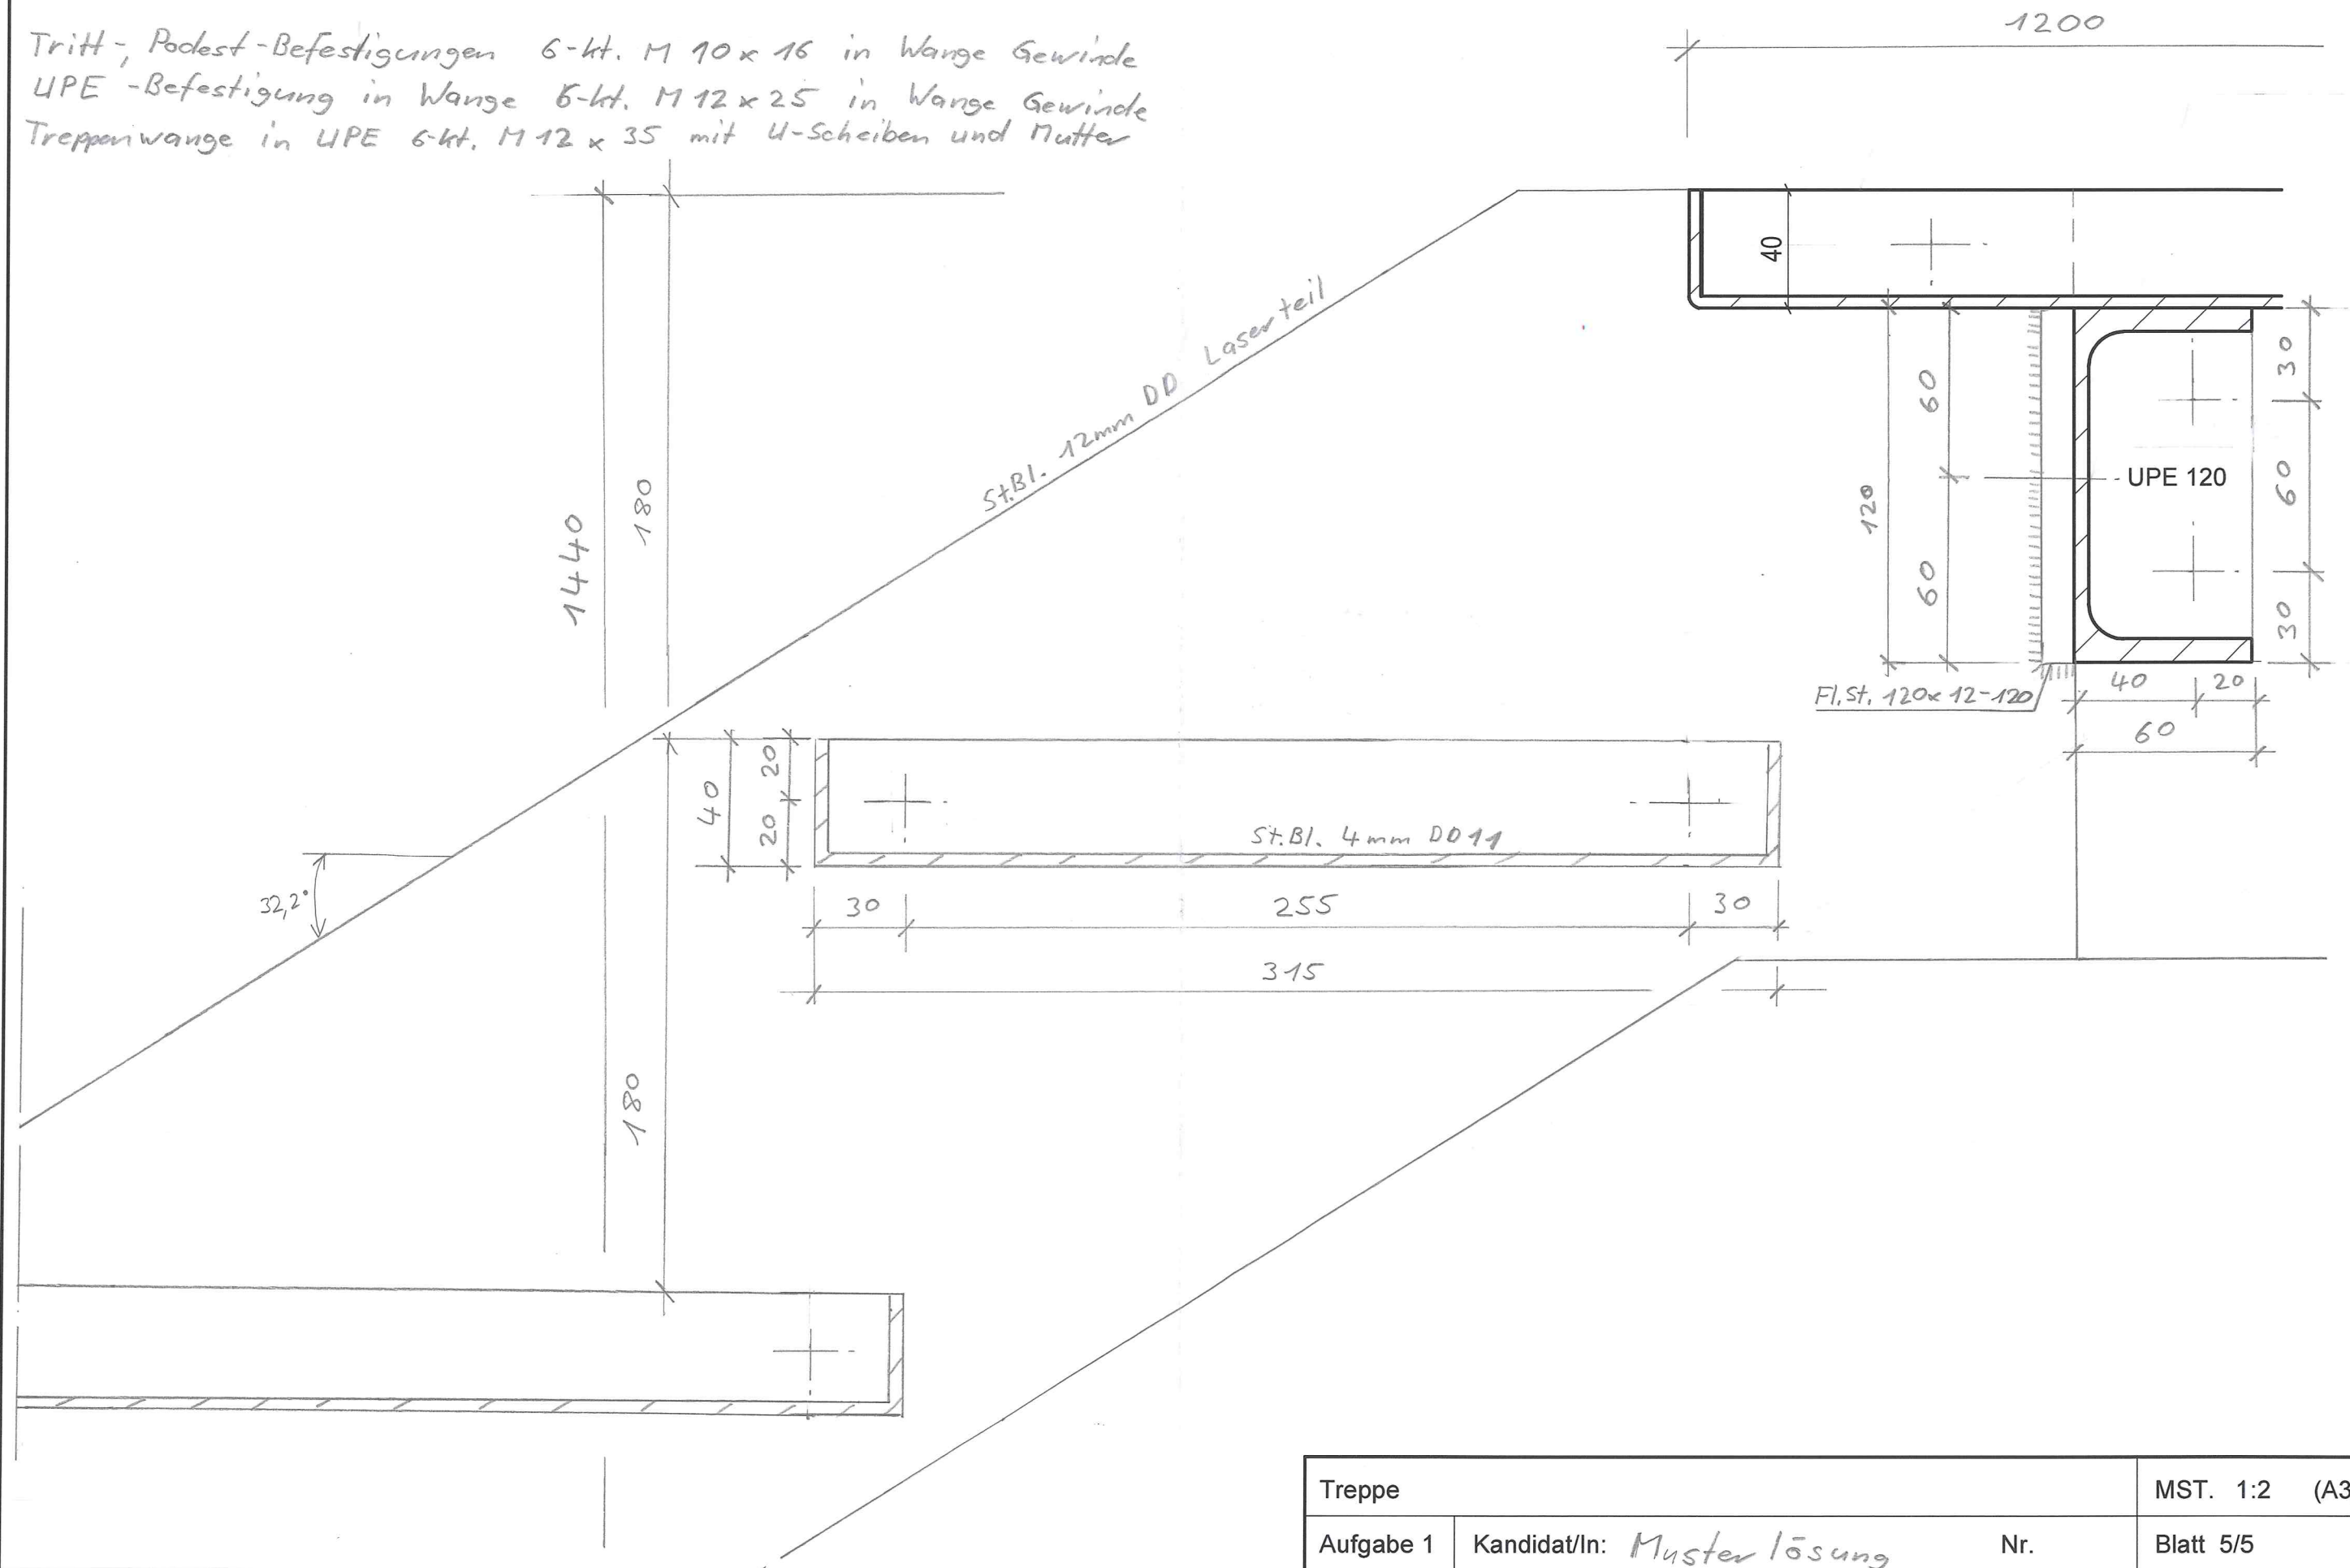 Tritt-, Podest-Befestigungen 6-kt. M 10 x 16 in Wange Gewinde
UPE -Befestigung in Wange 6-kt. M 12 x 25 in Wange Gewinde
Treppenwange in UPE 6-kt. M 12 x 35 mit U-Scheiben und Mutter
1200
40
St.Bl. 12mm DD Laserteil
1440
180
120
60
60
UPE 120
30
60
30
Fl.St. 120x12-120
40
20
60
40
20
20
St.Bl. 4mm DD11
30
255
30
315
32,2°
180
Treppe
MST. 1:2 (A3
Aufgabe 1
Kandidat/In: Musterlösung
Nr.
Blatt 5/5